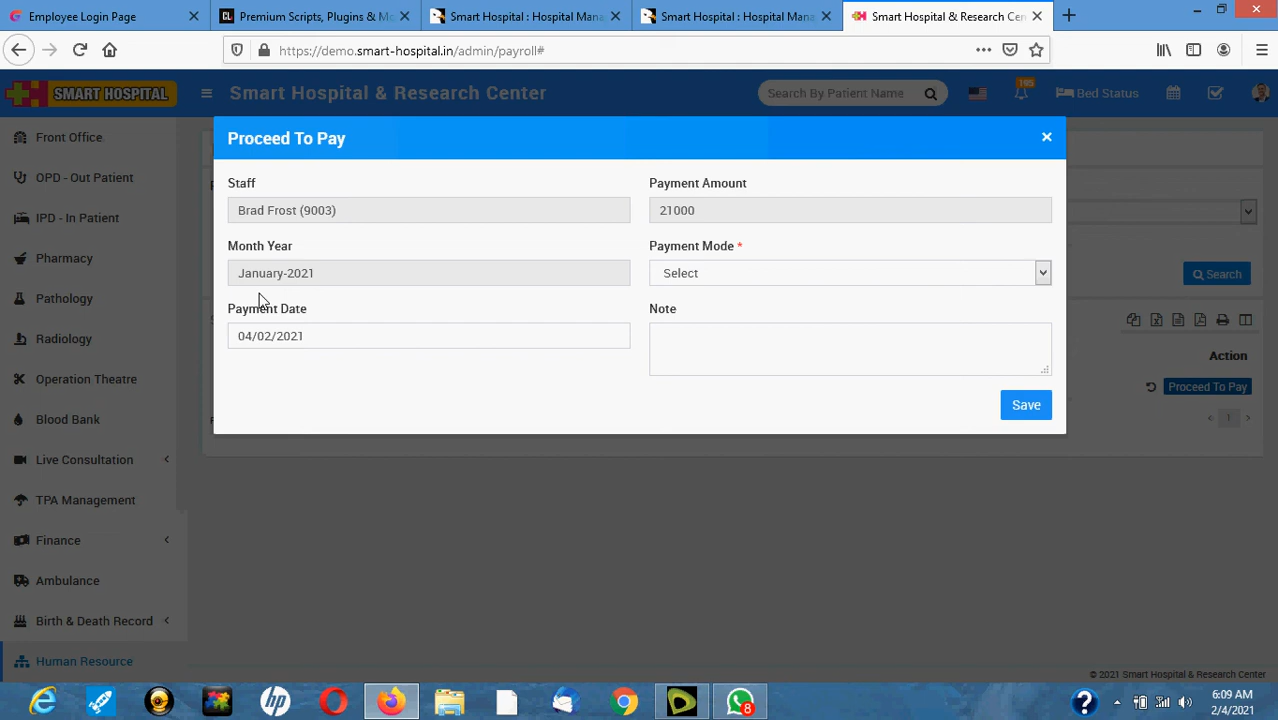 Employee Login Page
Premium Scripts, Plugins & Mo
Smart Hospital : Hospital Mana
Smart Hospital : Hospital Mana
Smart Hospital & Research Cen
https://demo.smart-hospital.in/admin/payroll#
SMART HOSPITAL
Smart Hospital & Research Center
Search By Patient Name
195
Bed Status
Front Office
OPD - Out Patient
IPD - In Patient
Pharmacy
Pathology
Radiology
Operation Theatre
Blood Bank
Live Consultation
TPA Management
Finance
Ambulance
Birth & Death Record
Human Resource
Proceed To Pay
Staff
Brad Frost (9003)
Payment Amount
21000
Month Year
January-2021
Payment Mode *
Select
Payment Date
04/02/2021
Note
Save
Search
Action
Proceed To Pay
1
© 2021 Smart Hospital & Research Center
8
6:09 AM
2/4/2021